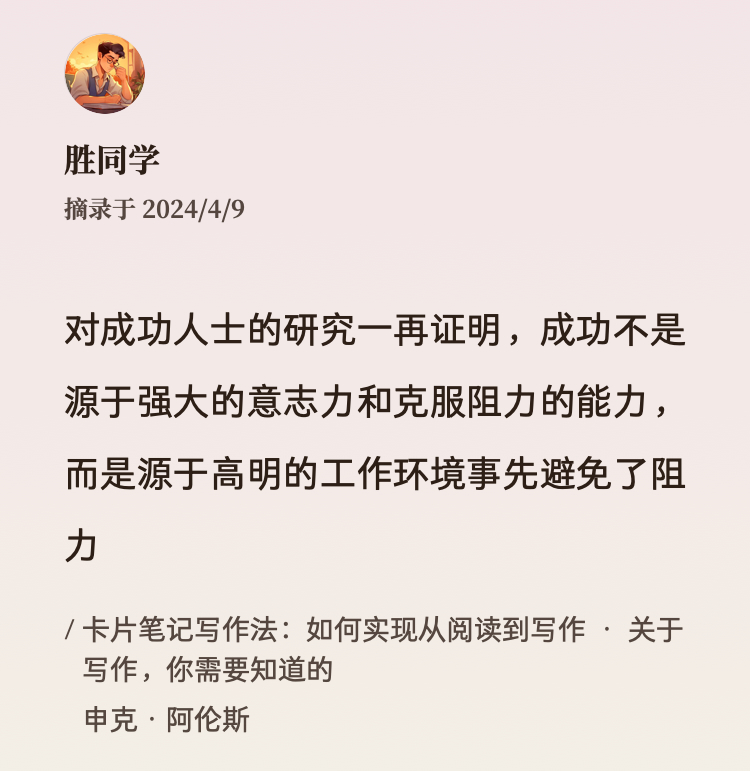 胜同学
摘录于 2024/4/9
对成功人士的研究一再证明，成功不是
源于强大的意志力和克服阻力的能力，
而是源于高明的工作环境事先避免了阻
力
/ 卡片笔记写作法：如何实现从阅读到写作 · 关于
写作，你需要知道的
申克 · 阿伦斯